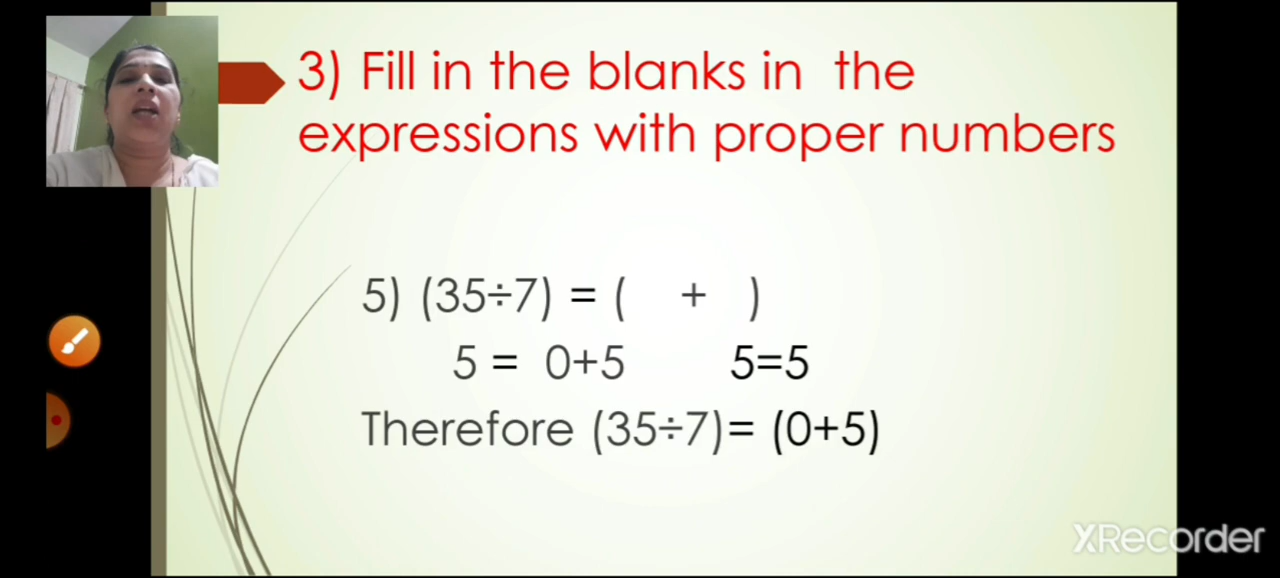 3) Fill in the blanks in the
expressions with proper numbers
5) (35÷7) = ( + )
5 = 0+5 5=5
Therefore (35÷7)= (0+5)
XRecorder